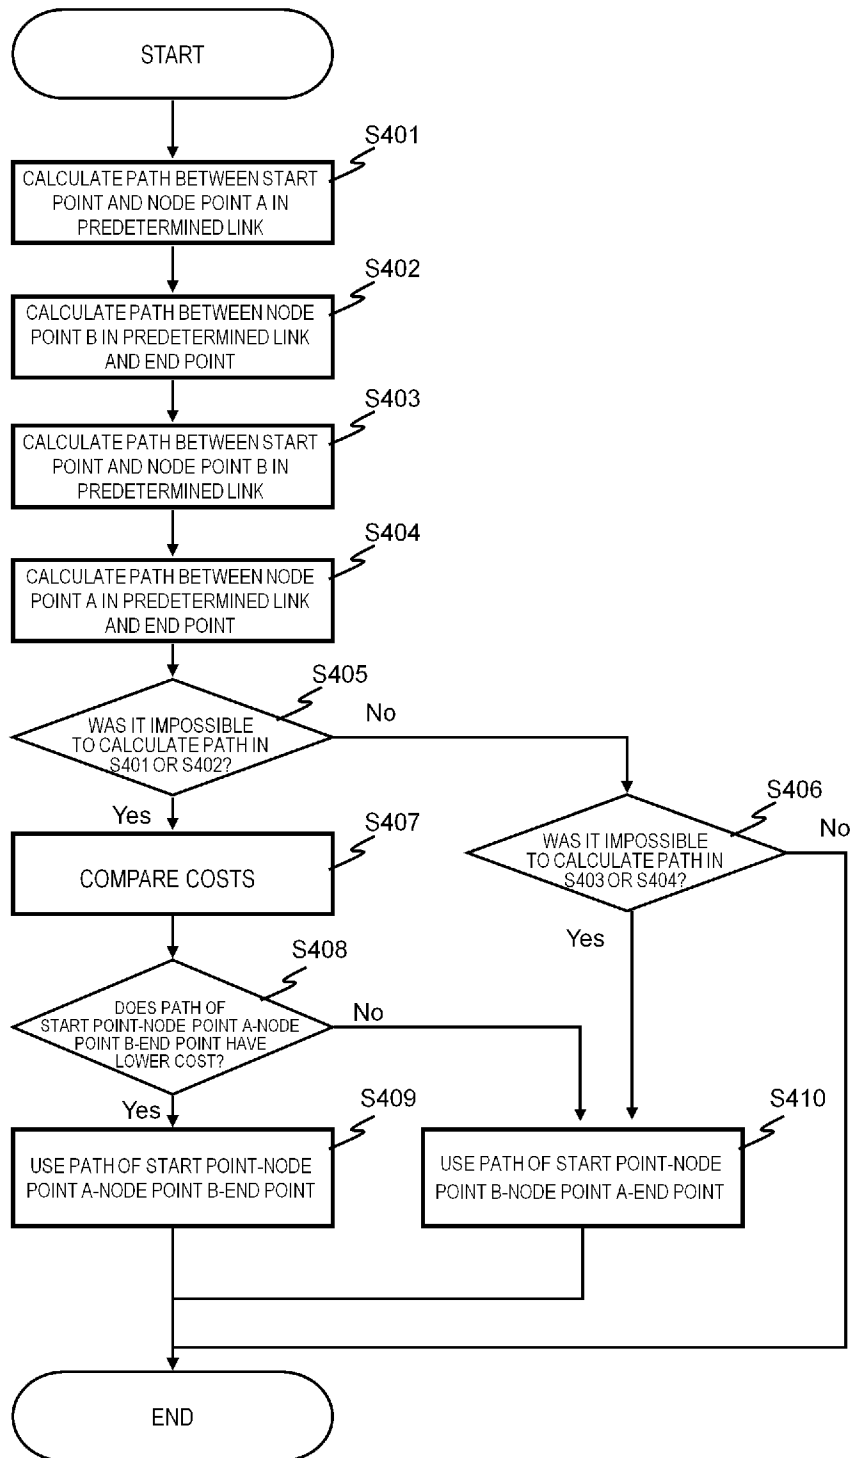 START
S401
CALCULATE PATH BETWEEN START
POINT AND NODE POINT A IN
PREDETERMINED LINK
S402
CALCULATE PATH BETWEEN NODE
POINT B IN PREDETERMINED LINK
AND END POINT
S403
CALCULATE PATH BETWEEN START
POINT AND NODE POINT B IN
PREDETERMINED LINK
S404
CALCULATE PATH BETWEEN NODE
POINT A IN PREDETERMINED LINK
AND END POINT
S405
WAS IT IMPOSSIBLE
TO CALCULATE PATH IN
S401 OR S402?
No
Yes
S406
WAS IT IMPOSSIBLE
TO CALCULATE PATH IN
S403 OR S404?
No
Yes
S407
COMPARE COSTS
S408
DOES PATH OF
START POINT-NODE POINT A-NODE
POINT B-END POINT HAVE
LOWER COST?
No
Yes
S409
USE PATH OF START POINT-NODE
POINT A-NODE POINT B-END POINT
S410
USE PATH OF START POINT-NODE
POINT B-NODE POINT A-END POINT
END